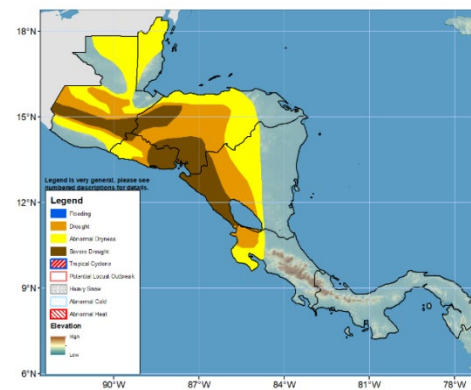 18°N
15°N
12°N
9°N
6°N
90°W
87°W
84°W
81°W
78°W
Legend is very general, please see
numbered descriptions for details.
Legend
Flooding
Drought
Abnormal Dryness
Severe Drought
Tropical Cyclone
Potential Locust Outbreak
Heavy Snow
Abnormal Cold
Abnormal Heat
Elevation
High
Low